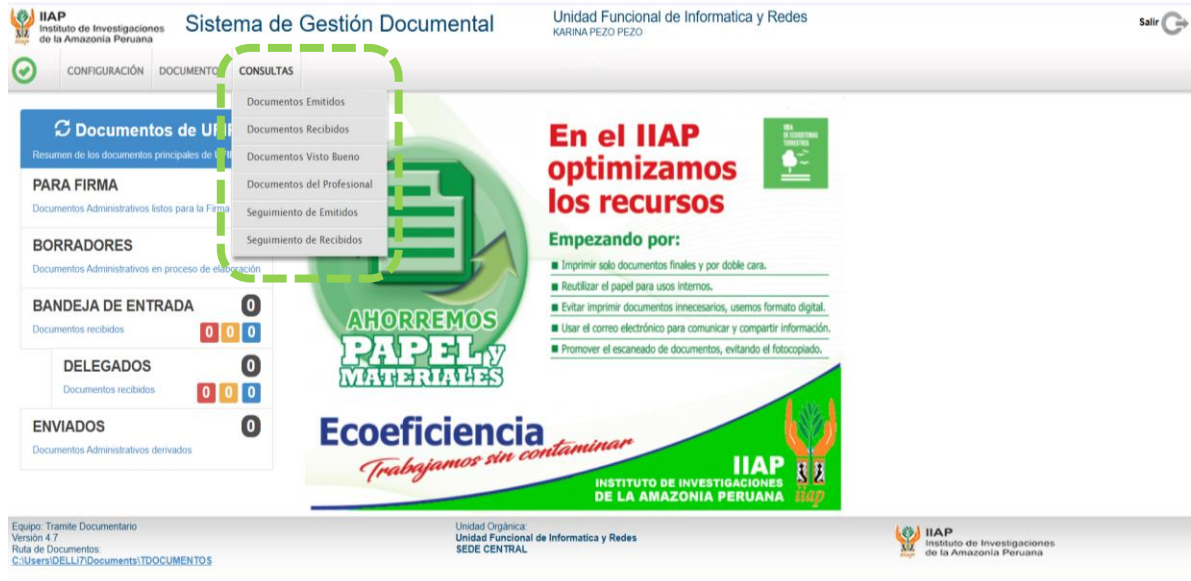 IIAP
Instituto de Investigaciones
de la Amazonía Peruana
Sistema de Gestión Documental
Unidad Funcional de Informatica y Redes
KARINA PEZO PEZO
Salir
CONFIGURACIÓN DOCUMENTO CONSULTAS
Documentos Emitidos
Documentos Recibidos
Documentos Visto Bueno
Documentos del Profesional
Seguimiento de Emitidos
Seguimiento de Recibidos
Documentos de
Resumen de los documentos principales de
PARA FIRMA
Documentos Administrativos listos para la Firma
BORRADORES
Documentos Administrativos en proceso de elaboración
BANDEJA DE ENTRADA 0
Documentos recibidos 0 0 0
DELEGADOS 0
Documentos recibidos 0 0 0
ENVIADOS 0
Documentos Administrativos derivados
En el IIAP
optimizamos
los recursos
VIDA
DE ECOSISTEMAS
TERRESTRES
Empezando por:
Imprimir solo documentos finales y por doble cara.
Reutilizar el papel para usos internos.
Evitar imprimir documentos innecesarios, usemos formato digital.
Usar el correo electrónico para comunicar y compartir información.
Promover el escaneado de documentos, evitando el fotocopiado.
AHORREMOS
PAPEL y
MATERIALES
Ecoeficiencia
Trabajamos sin contaminar
IIAP
INSTITUTO DE INVESTIGACIONES
DE LA AMAZONIA PERUANA
iiap
Equipo: Tramite Documentario
Versión 4.7
Ruta de Documentos:
C:\Users\DELLi7\Documents\TDOCUMENTOS
Unidad Orgánica:
Unidad Funcional de Informatica y Redes
SEDE CENTRAL
IIAP
Instituto de Investigaciones
de la Amazonía Peruana